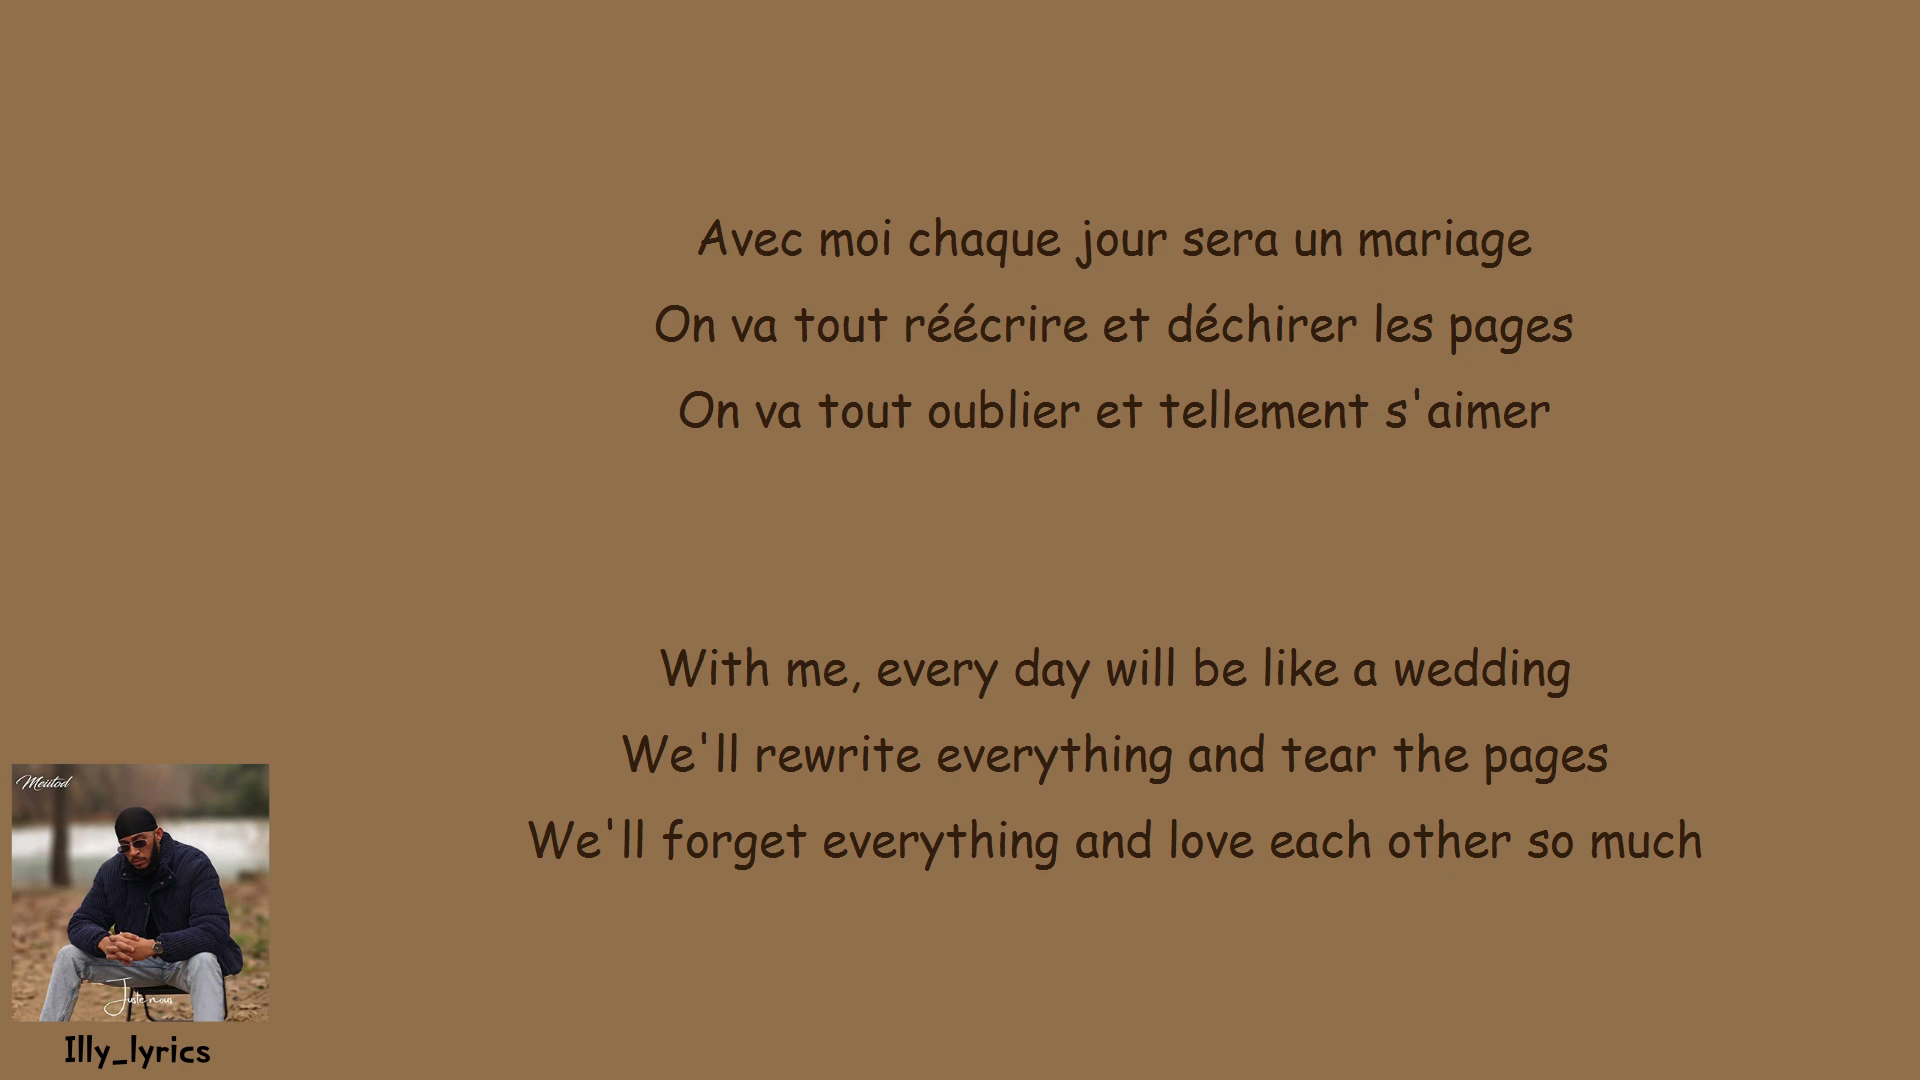 Avec moi chaque jour sera un mariage
On va tout réécrire et déchirer les pages
On va tout oublier et tellement s'aimer
With me, every day will be like a wedding
We'll rewrite everything and tear the pages
We'll forget everything and love each other so much
Meiitod
Juste nous
Illy_lyrics